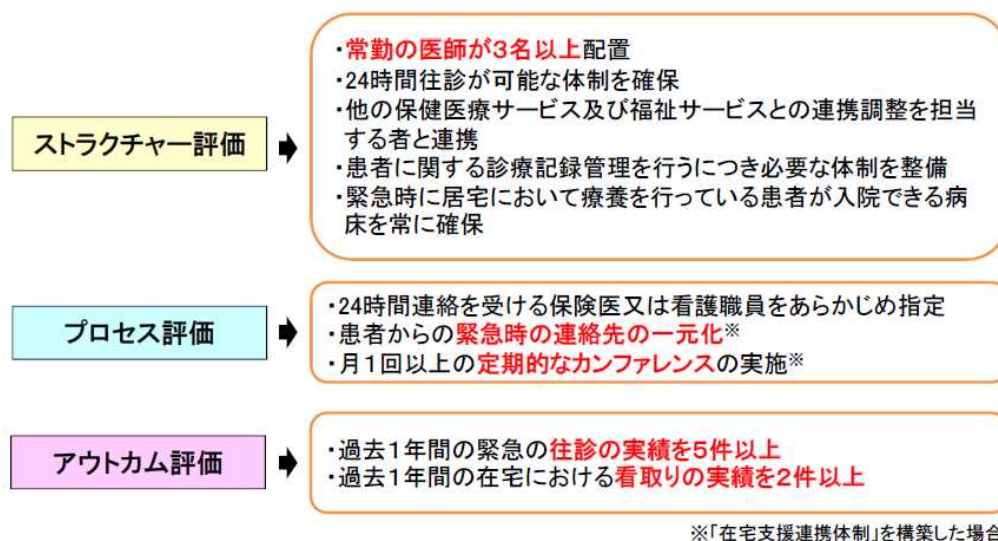 ストラクチャー評価
・常勤の医師が3名以上配置
・24時間往診が可能な体制を確保
・他の保健医療サービス及び福祉サービスとの連携調整を担当
する者と連携
・患者に関する診療記録管理を行うにつき必要な体制を整備
・緊急時に居宅において療養を行っている患者が入院できる病
床を常に確保
プロセス評価
・24時間連絡を受ける保険医又は看護職員をあらかじめ指定
・患者からの緊急時の連絡先の一元化※
・月1回以上の定期的なカンファレンスの実施※
アウトカム評価
・過去1年間の緊急の往診の実績を5件以上
・過去1年間の在宅における看取りの実績を2件以上
※「在宅支援連携体制」を構築した場合